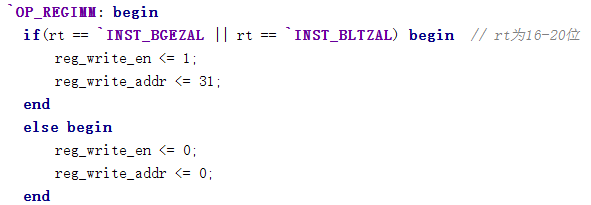 `OP_REGIMM: begin
if(rt == `INST_BGEZAL || rt == `INST_BLTZAL) begin // rt为16-20位
reg_write_en <= 1;
reg_write_addr <= 31;
end
else begin
reg_write_en <= 0;
reg_write_addr <= 0;
end